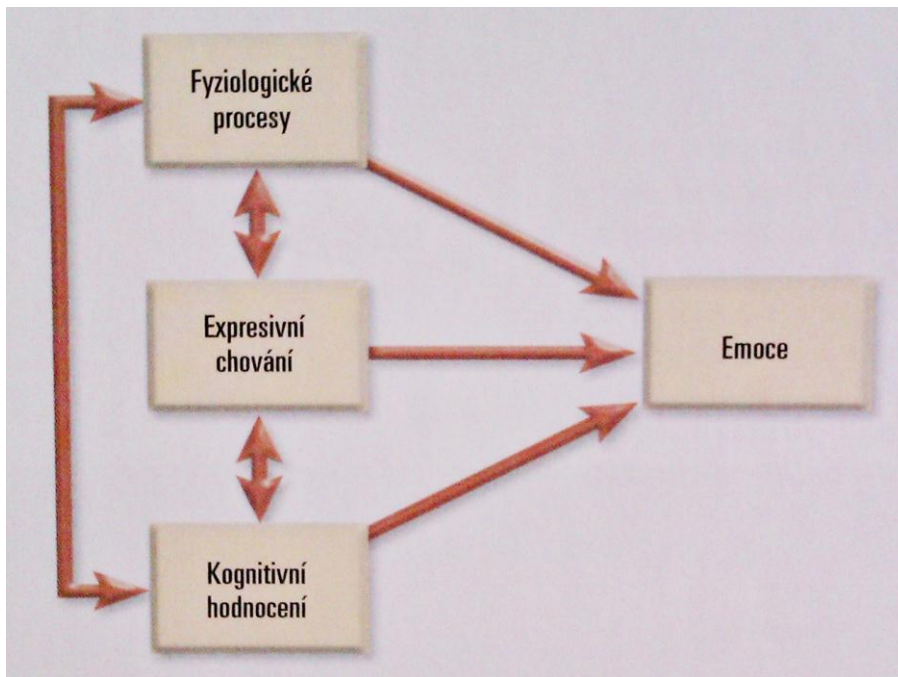 Fyziologické
procesy
Expresivní
chování
Emoce
Kognitivní
hodnocení